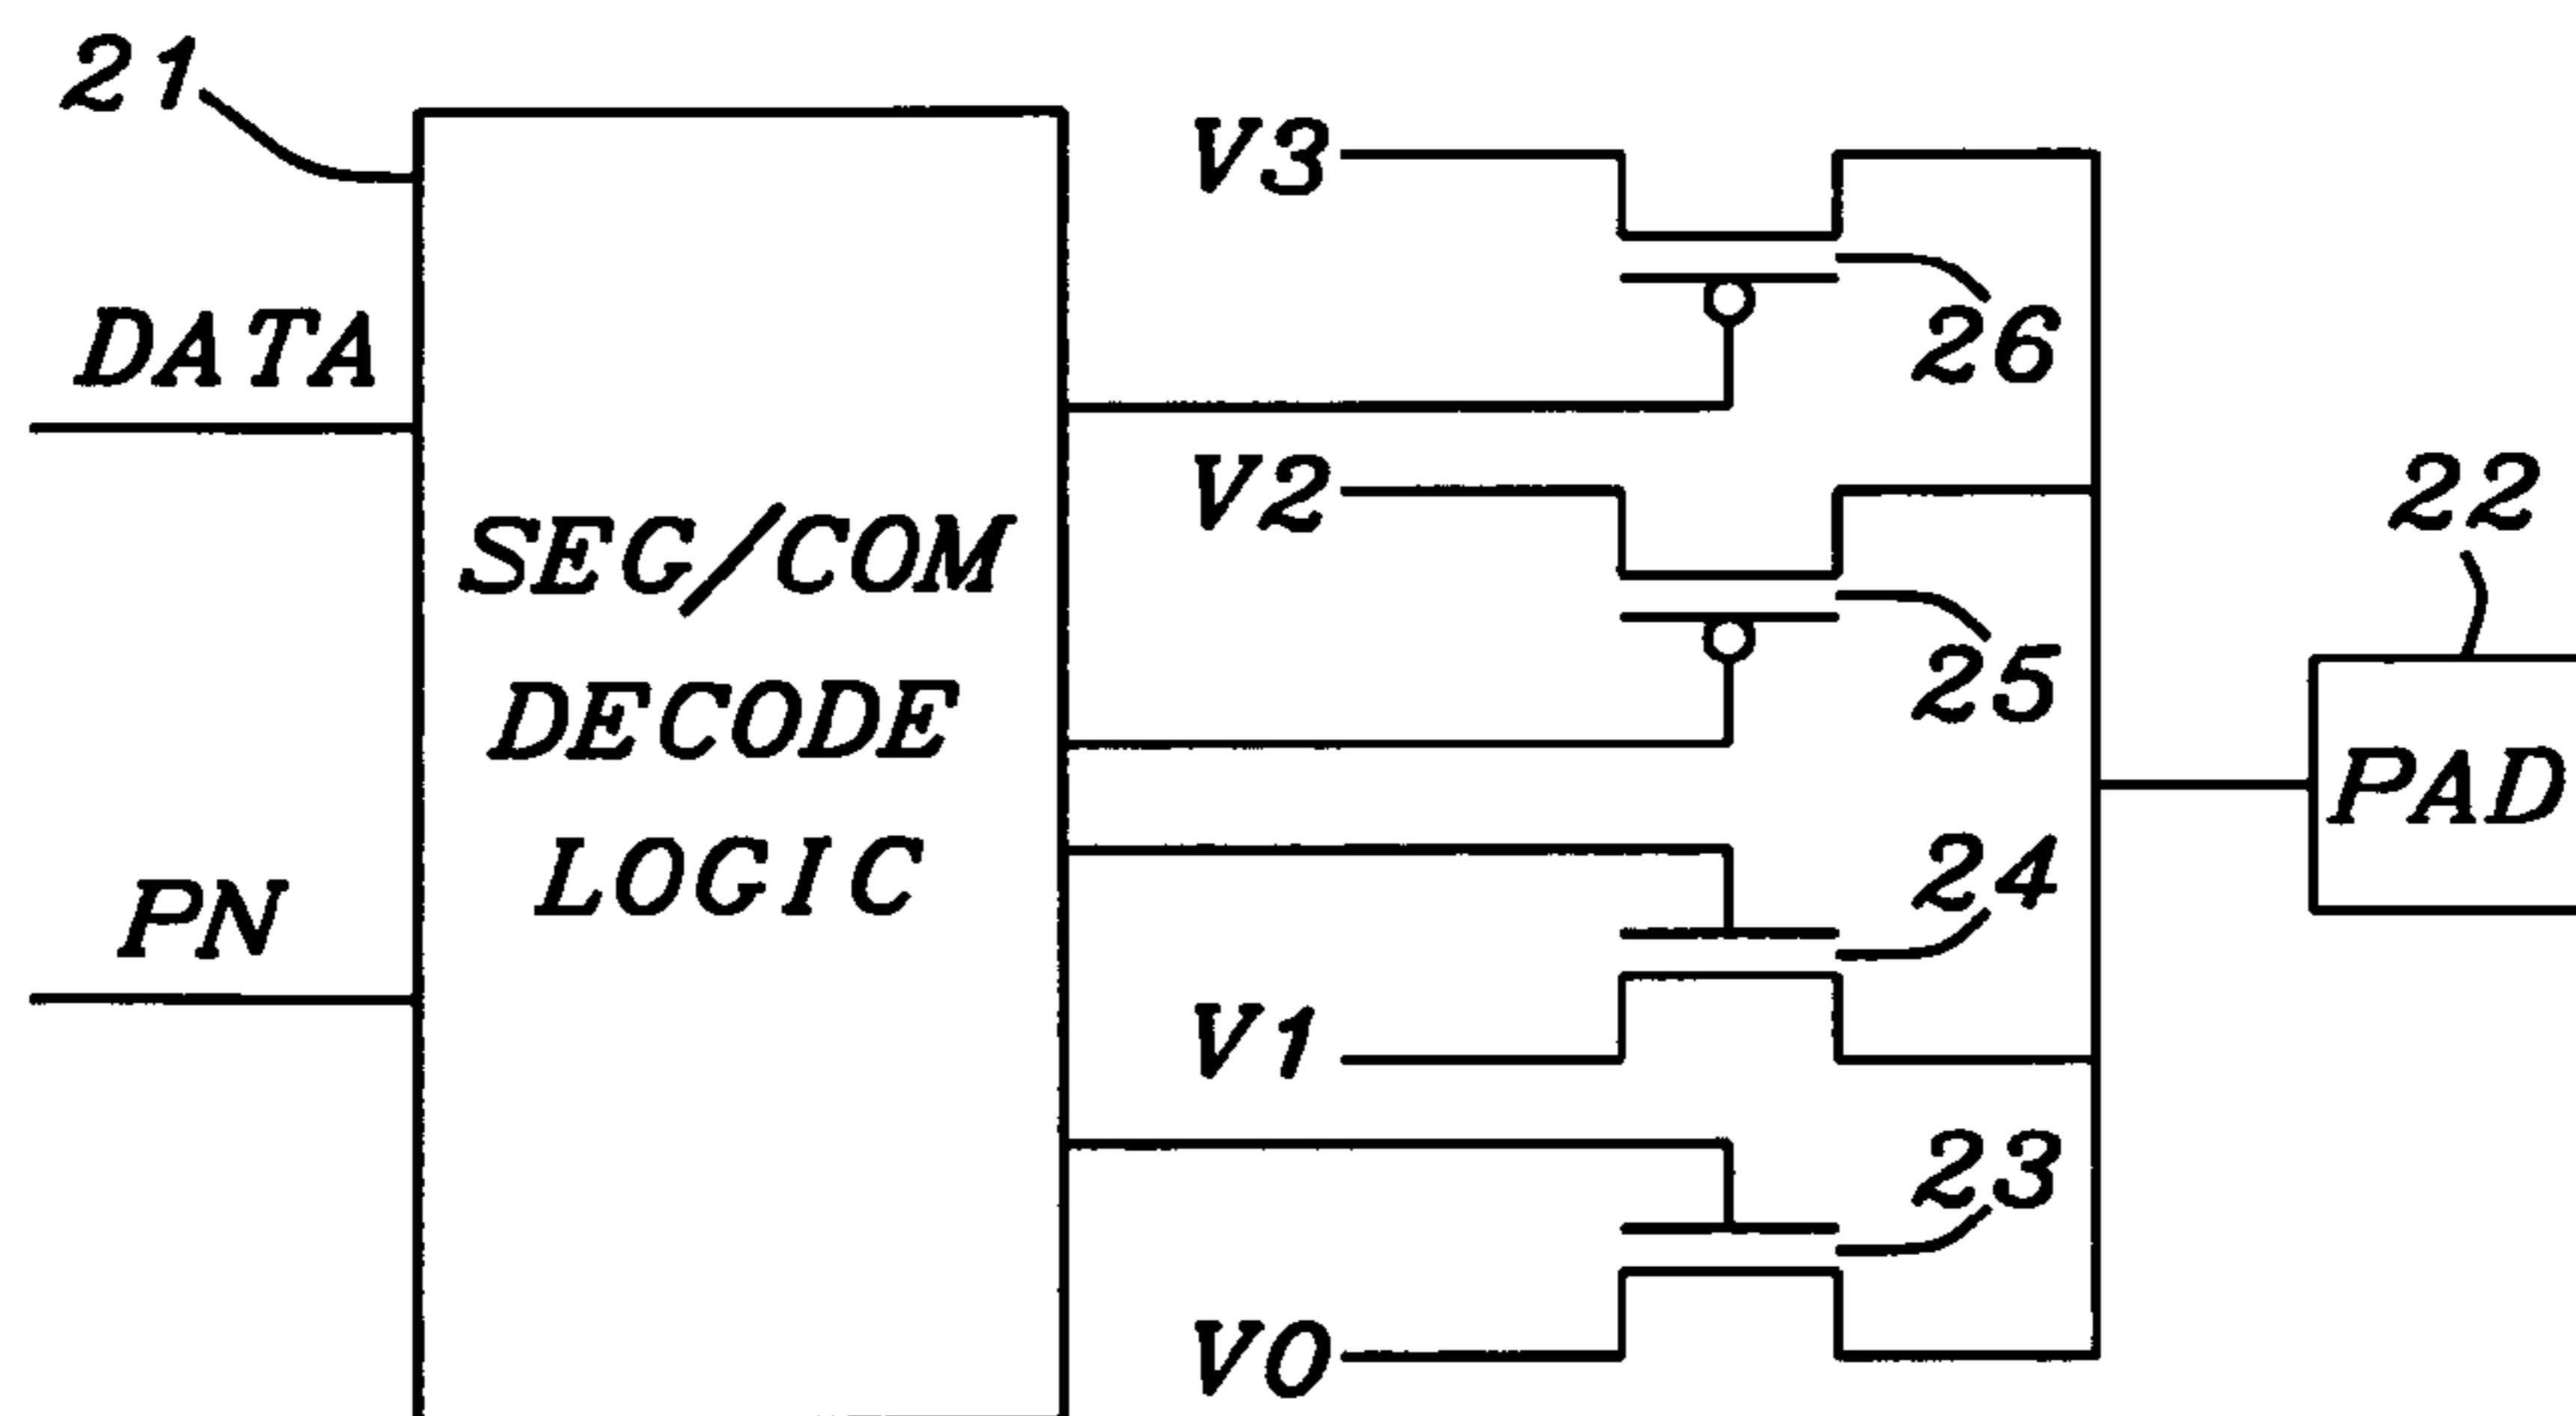 21
V3
DATA
26
V2
22
SEG/COM
DECODE
LOGIC
25
PAD
24
PN
V1
23
V0